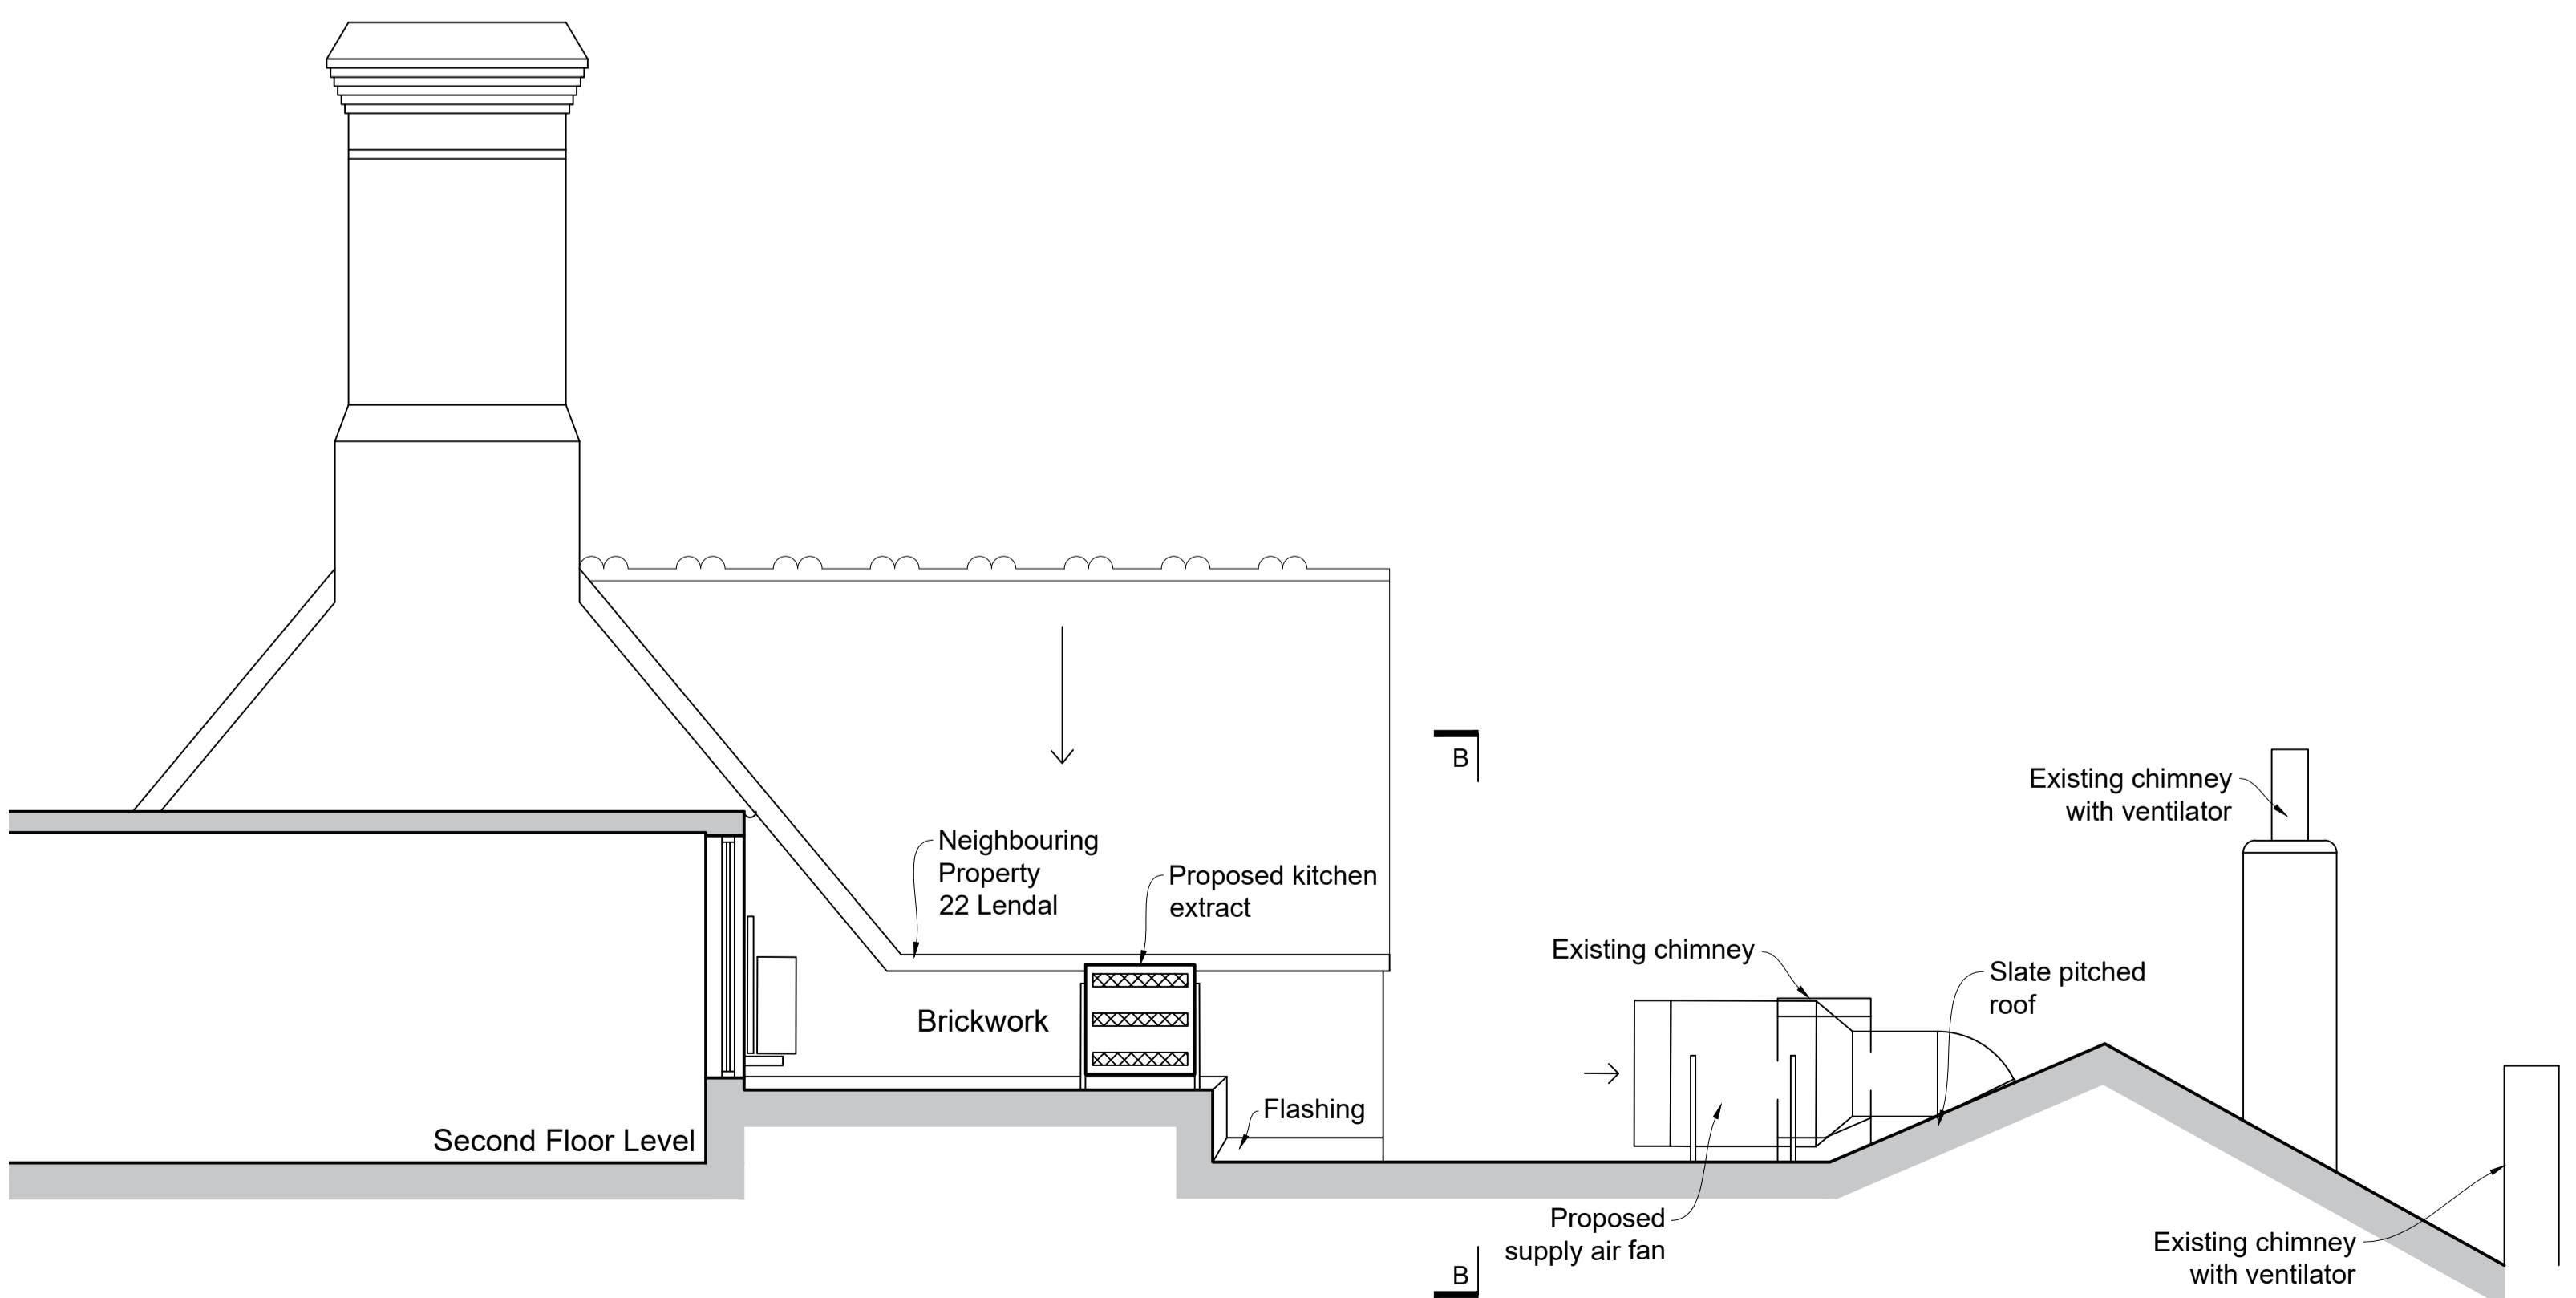 B
Existing chimney
with ventilator
Neighbouring
Property
22 Lendal
Proposed kitchen
extract
Existing chimney
Slate pitched
roof
Brickwork
Flashing
Second Floor Level
Proposed
supply air fan
Existing chimney
with ventilator
B